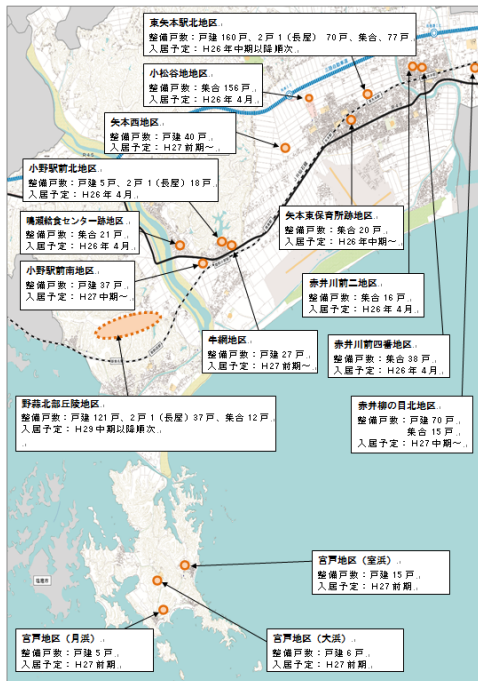 東矢本駅北地区
整備戸数：戸建160戸、2戸1（長屋）70戸、集合、77戸
入居予定：H26年中期以降順次
小松谷地地区
整備戸数：集合156戸
入居予定：H26年4月
矢本西地区
整備戸数：戸建40戸
入居予定：H27前期～
小野駅前北地区
整備戸数：戸建5戸、2戸1（長屋）18戸
入居予定：H26年4月
鳴瀬給食センター跡地区
整備戸数：集合21戸
入居予定：H26年4月
小野駅前南地区
整備戸数：戸建37戸
入居予定：H27中期～
矢本東保育所跡地区
整備戸数：集合20戸
入居予定：H26年中期～
赤井川前二地区
整備戸数：集合16戸
入居予定：H26年4月
牛網地区
整備戸数：戸建27戸
入居予定：H27前期～
赤井川前四番地区
整備戸数：集合38戸
入居予定：H26年4月
野蒜北部丘陵地区
整備戸数：戸建121戸、2戸1（長屋）37戸、集合12戸
入居予定：H29中期以降順次
赤井柳の目北地区
整備戸数：戸建70戸
集合15戸
入居予定：H27中期～
宮戸地区（室浜）
整備戸数：戸建15戸
入居予定：H27前期
宮戸地区（月浜）
整備戸数：戸建5戸
入居予定：H27前期
宮戸地区（大浜）
整備戸数：戸建6戸
入居予定：H27前期